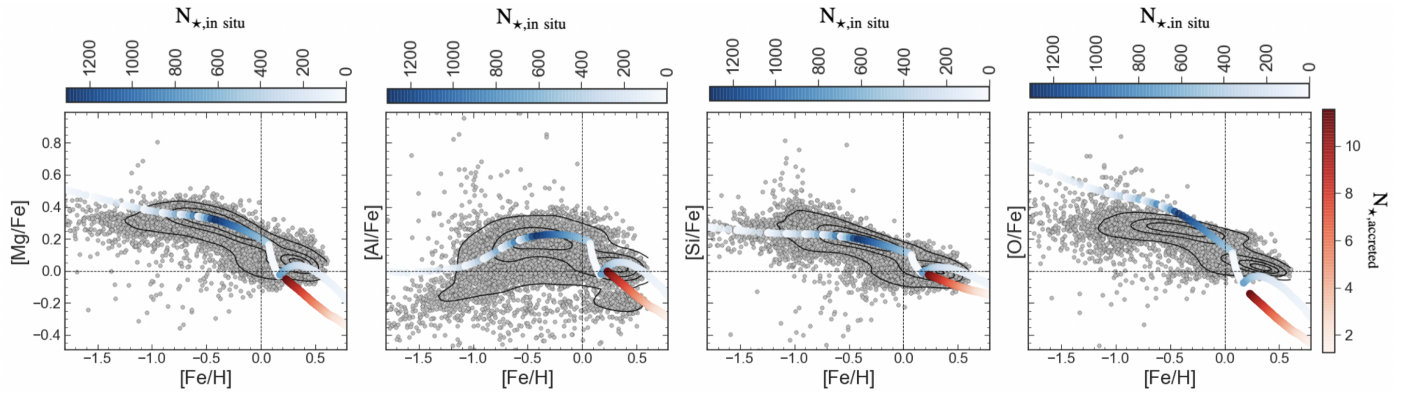 N★,in situ
N★,in situ
N★,in situ
N★,in situ
1200 1000 800 600 400 200 0
1200 1000 800 600 400 200 0
1200 1000 800 600 400 200 0
1200 1000 800 600 400 200 0
[Mg/Fe]
0.8
0.6
0.4
0.2
0.0
−0.2
−0.4
[Al/Fe]
[Si/Fe]
[O/Fe]
10
8
6
4
2
N★,accreted
−1.5 −1.0 −0.5 0.0 0.5
−1.5 −1.0 −0.5 0.0 0.5
−1.5 −1.0 −0.5 0.0 0.5
−1.5 −1.0 −0.5 0.0 0.5
[Fe/H]
[Fe/H]
[Fe/H]
[Fe/H]